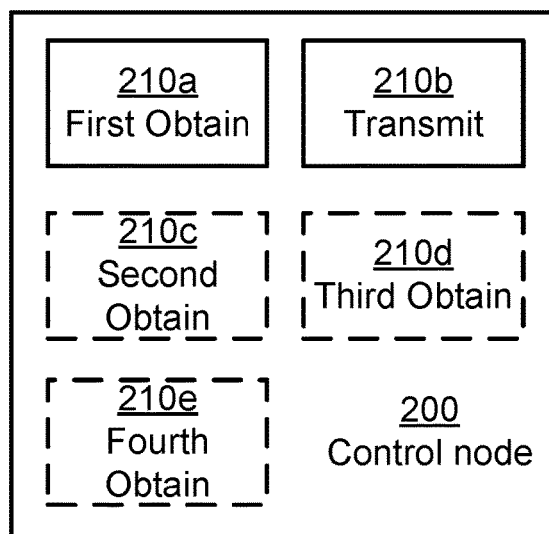 210a
First Obtain
210b
Transmit
210c
Second
Obtain
210d
Third Obtain
210e
Fourth
Obtain
200
Control node